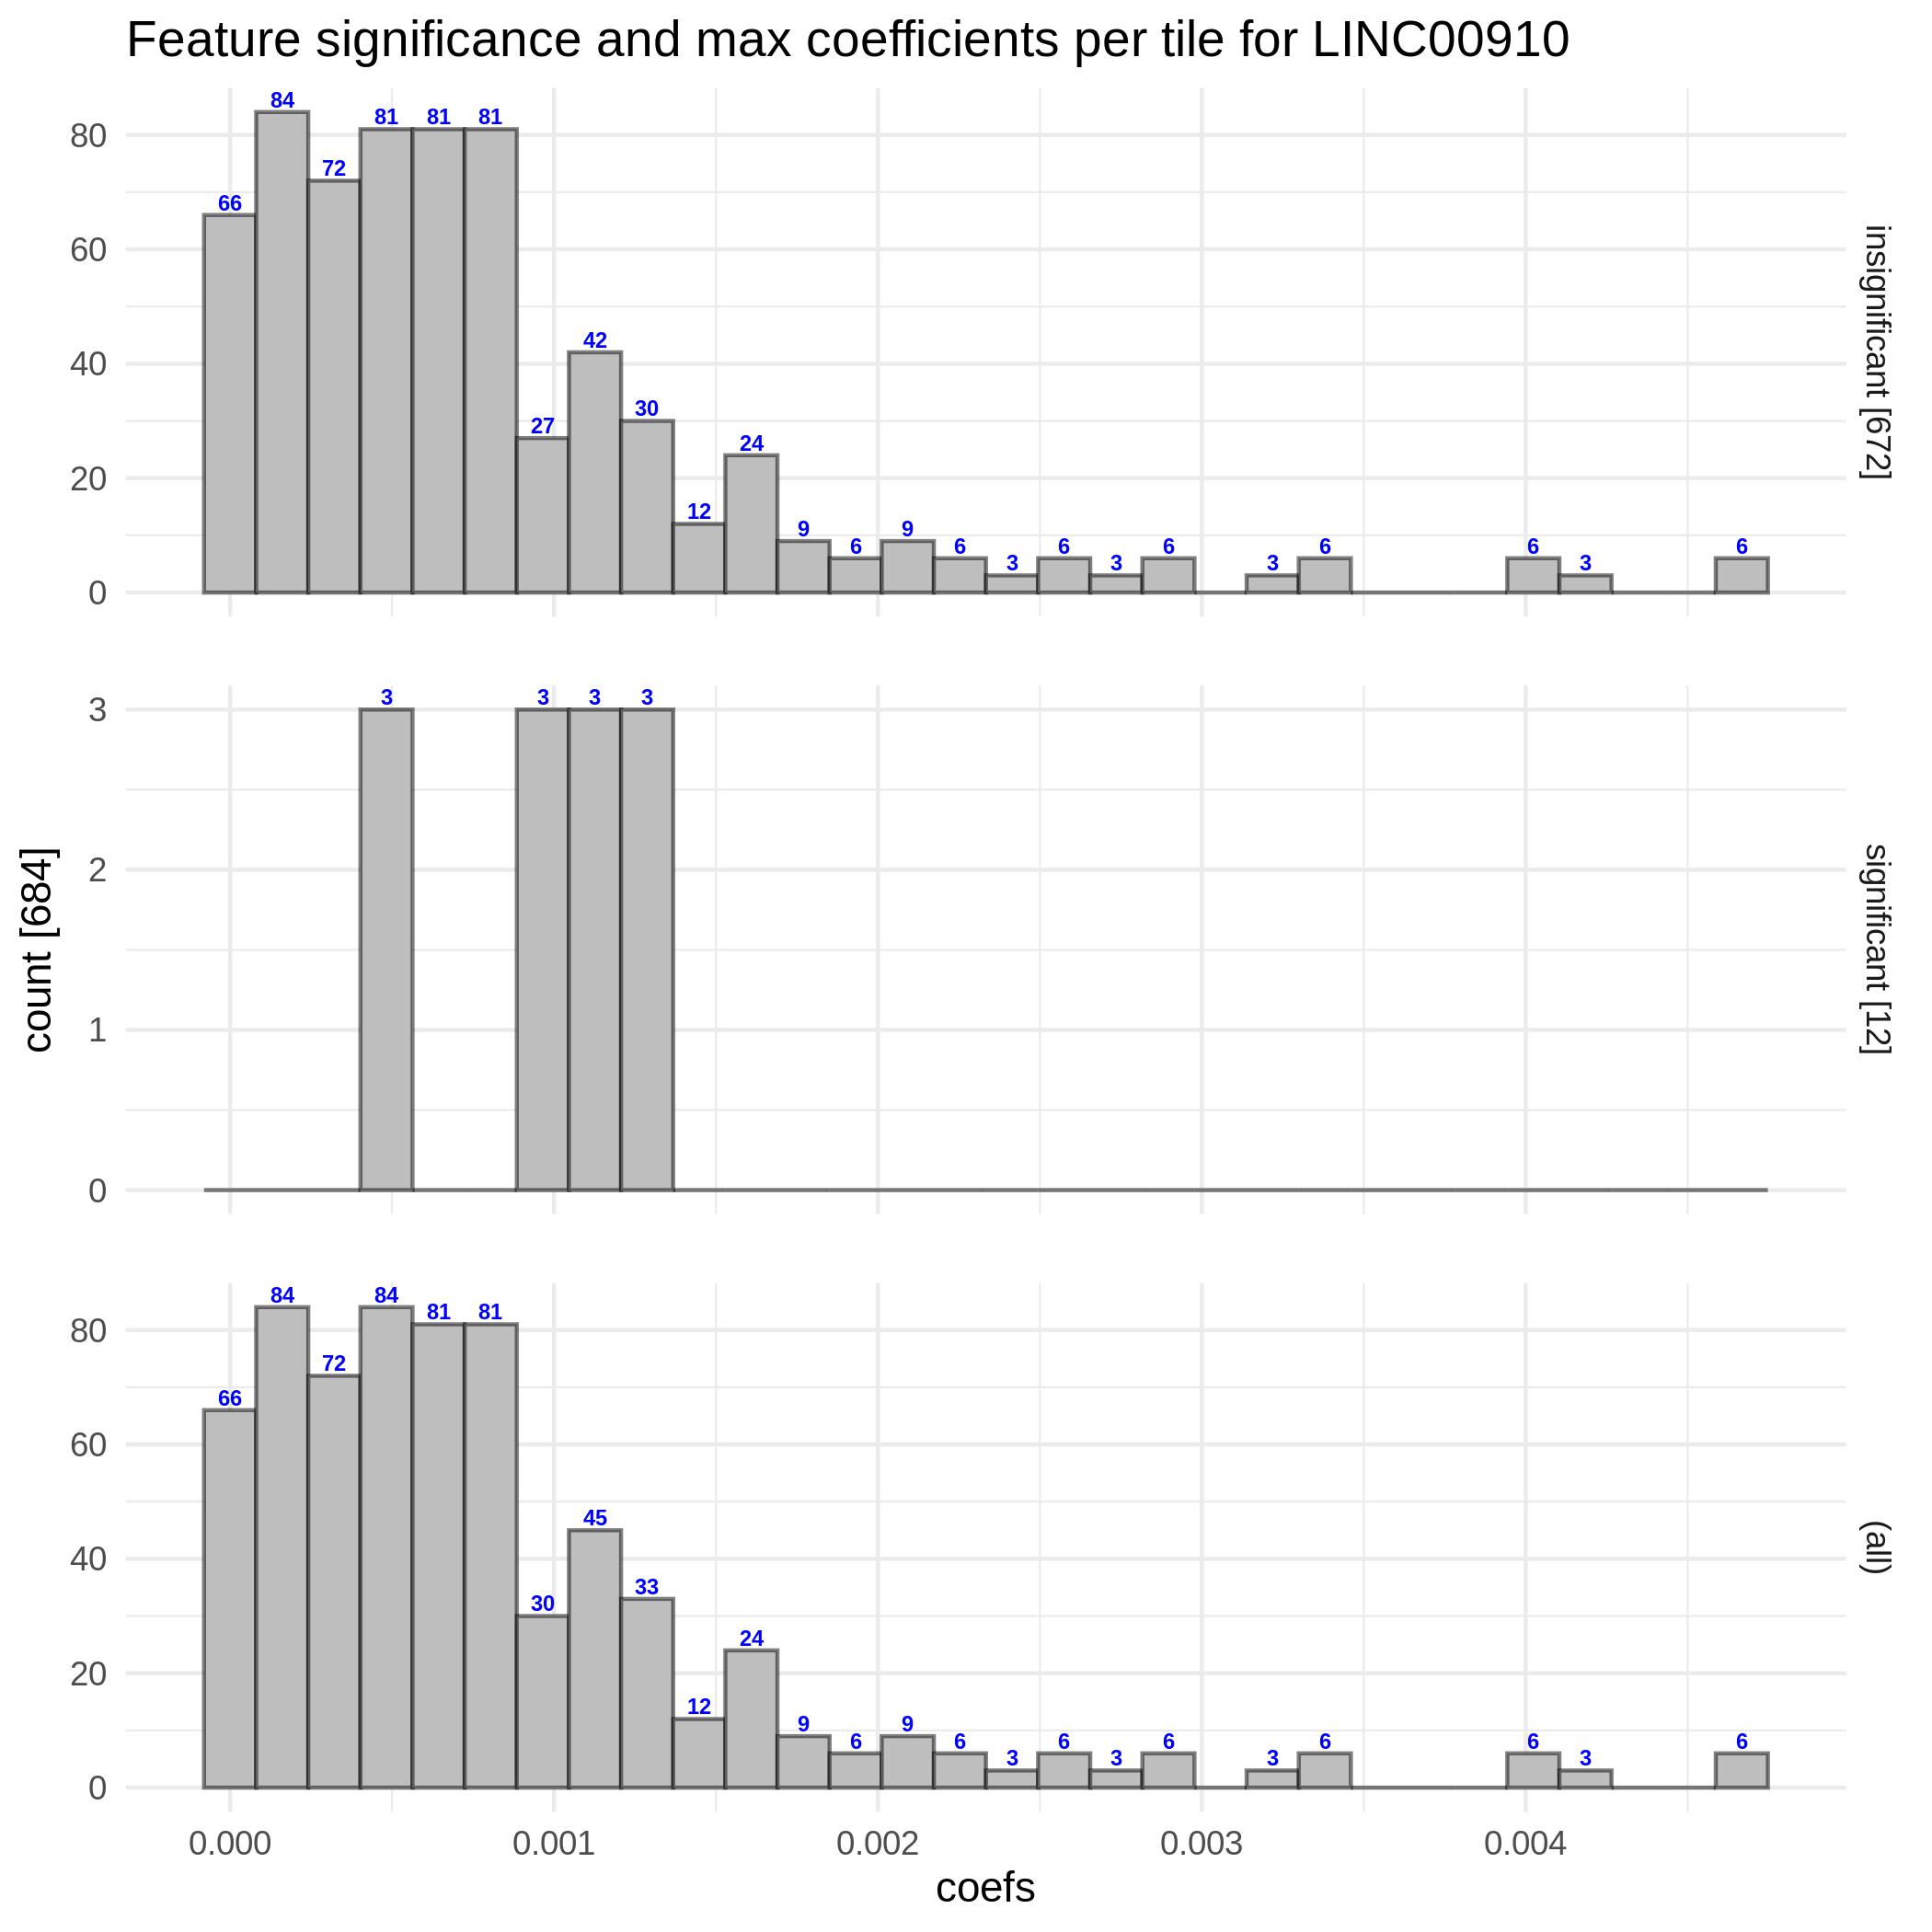 Feature significance and max coefficients per tile for LINC00910
84
81 81 81
80
72
66
60
42
40
30
27
24
20
12
9 6 9 6 3 6 3 6 3 6 6 3 6
0
insignificant [672]
3 3 3 3
3
2
1
0
significant [12]
count [684]
84 84
81 81
80
72
66
60
45
40
33
30
24
20
12
9 6 9 6 3 6 3 6 3 6 6 3 6
0
(all)
0.000 0.001 0.002 0.003 0.004
coefs